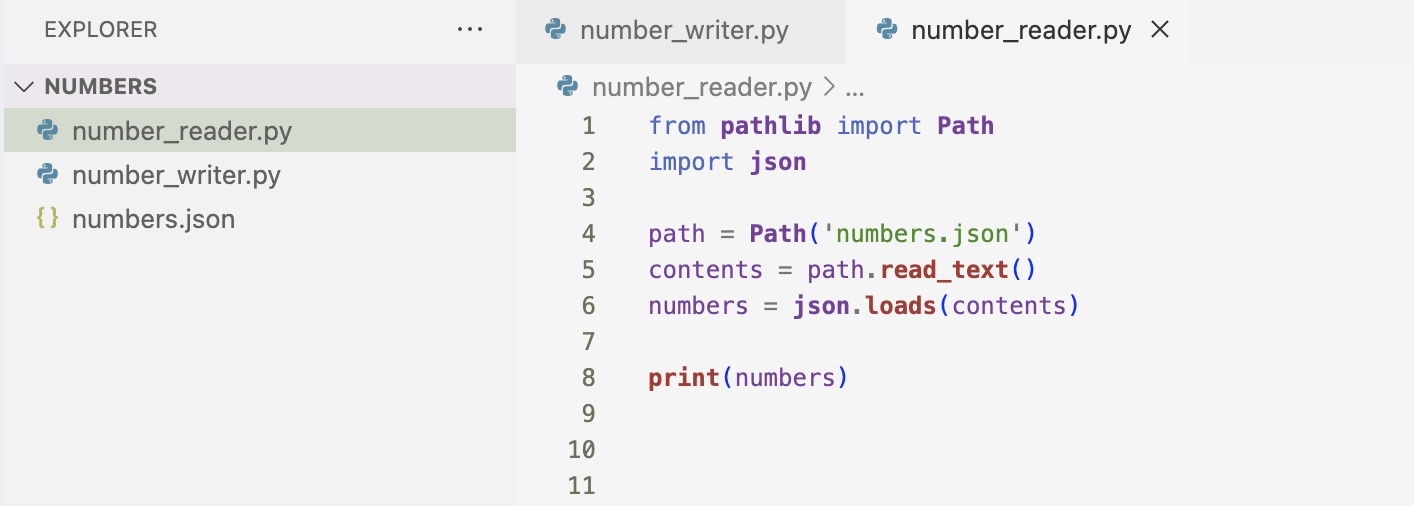 EXPLORER ...
NUMBERS
number_reader.py
number_writer.py
{} numbers.json
number_writer.py number_reader.py ×
number_reader.py > ...
1 from pathlib import Path
2 import json
3
4 path = Path('numbers.json')
5 contents = path.read_text()
6 numbers = json.loads(contents)
7
8 print(numbers)
9
10
11